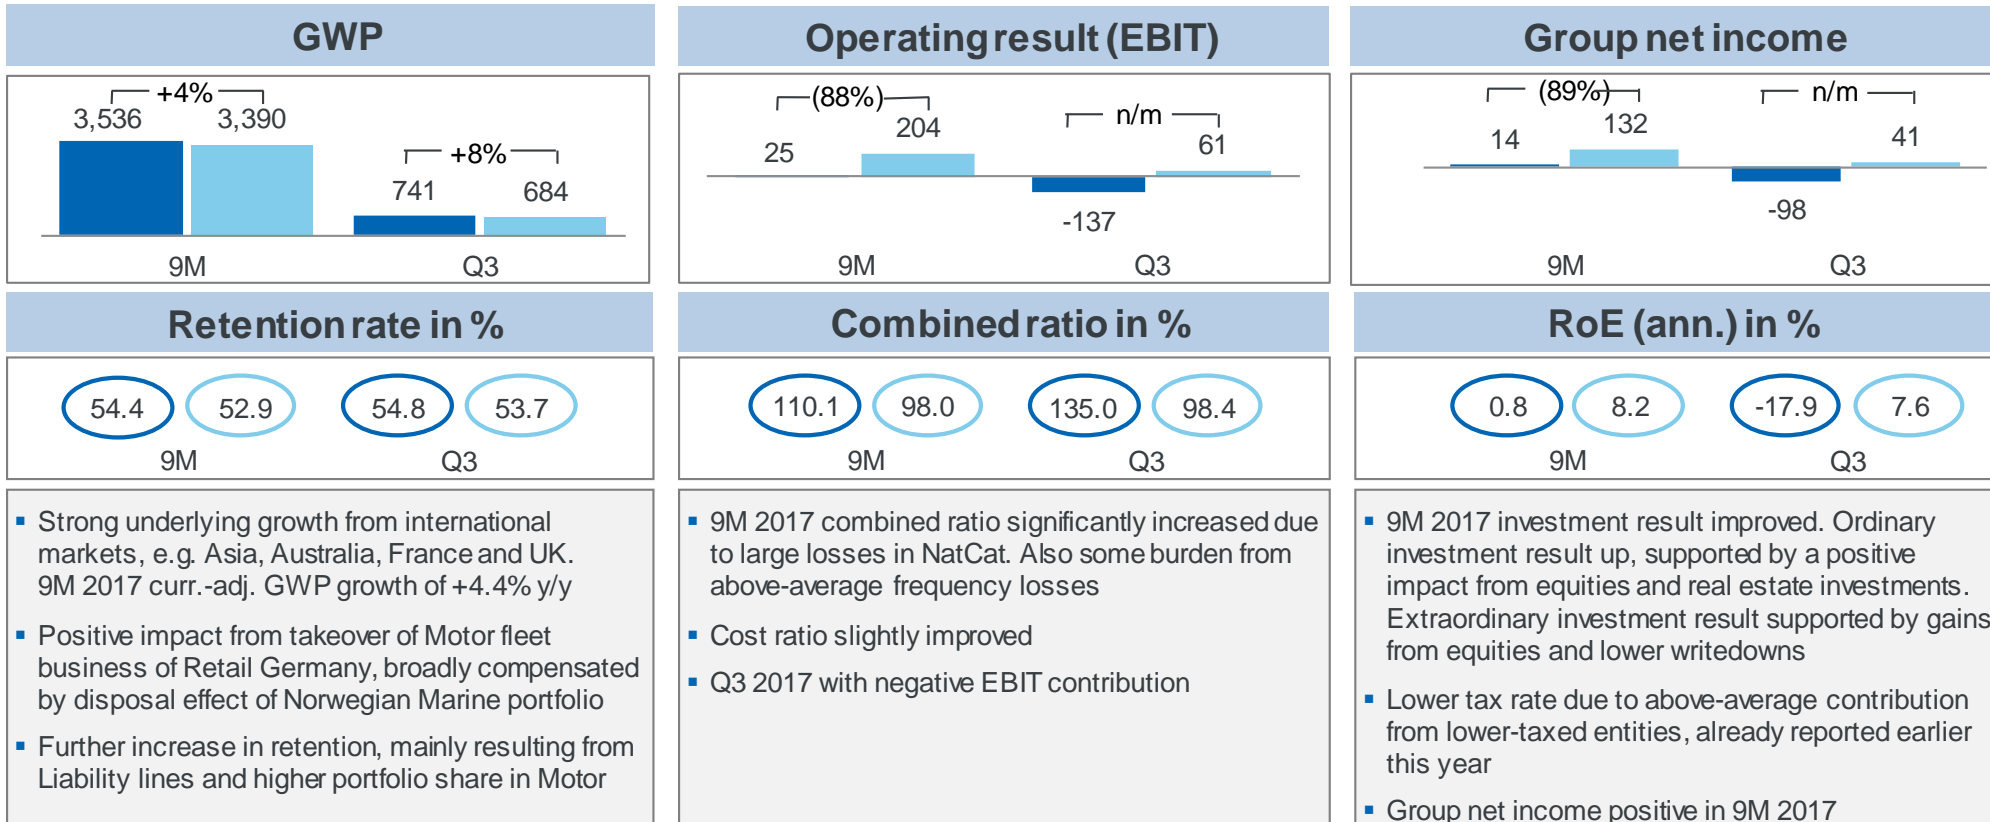 GWP
+4%
3,536
3,390
+8%
741
684
9M
Q3
Operating result (EBIT)
(88%)
25
204
n/m
61
-137
9M
Q3
Group net income
(89%)
14
132
n/m
41
-98
9M
Q3
Retention rate in %
54.4
52.9
54.8
53.7
9M
Q3
Combined ratio in %
110.1
98.0
135.0
98.4
9M
Q3
RoE (ann.) in %
0.8
8.2
-17.9
7.6
9M
Q3
▪ Strong underlying growth from international
markets, e.g. Asia, Australia, France and UK.
9M 2017 curr.-adj. GWP growth of +4.4% y/y
▪ Positive impact from takeover of Motor fleet
business of Retail Germany, broadly compensated
by disposal effect of Norwegian Marine portfolio
▪ Further increase in retention, mainly resulting from
Liability lines and higher portfolio share in Motor
▪ 9M 2017 combined ratio significantly increased due
to large losses in NatCat. Also some burden from
above-average frequency losses
▪ Cost ratio slightly improved
▪ Q3 2017 with negative EBIT contribution
▪ 9M 2017 investment result improved. Ordinary
investment result up, supported by a positive
impact from equities and real estate investments.
Extraordinary investment result supported by gains
from equities and lower writedowns
▪ Lower tax rate due to above-average contribution
from lower-taxed entities, already reported earlier
this year
▪ Group net income positive in 9M 2017